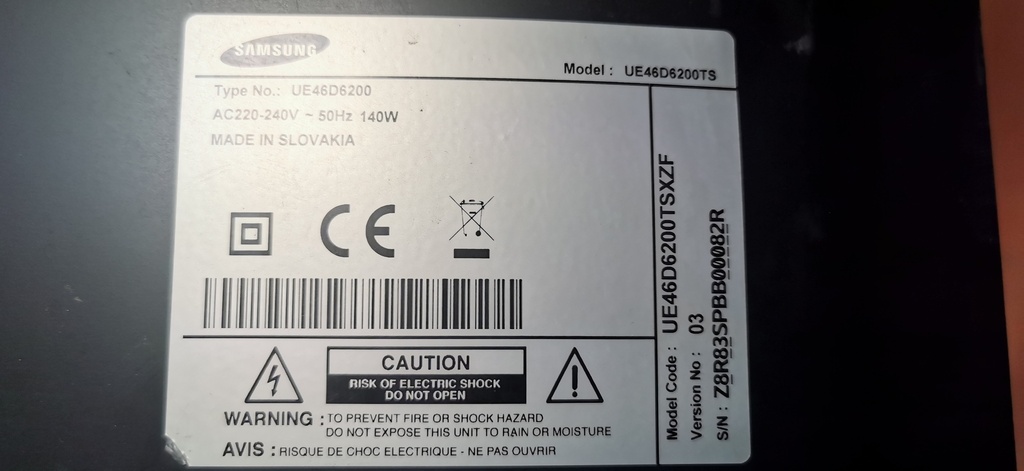 SAMSUNG
Model : UE46D6200TS
Type No.: UE46D6200
AC220-240V ~ 50Hz 140W
MADE IN SLOVAKIA
CE
CAUTION
RISK OF ELECTRIC SHOCK
DO NOT OPEN
WARNING : TO PREVENT FIRE OR SHOCK HAZARD
DO NOT EXPOSE THIS UNIT TO RAIN OR MOISTURE
AVIS : RISQUE DE CHOC ELECTRIQUE - NE PAS OUVRIR
Model Code : UE46D6200TSXZF
Version No : 03
S/N : Z8R83SPBB00082R